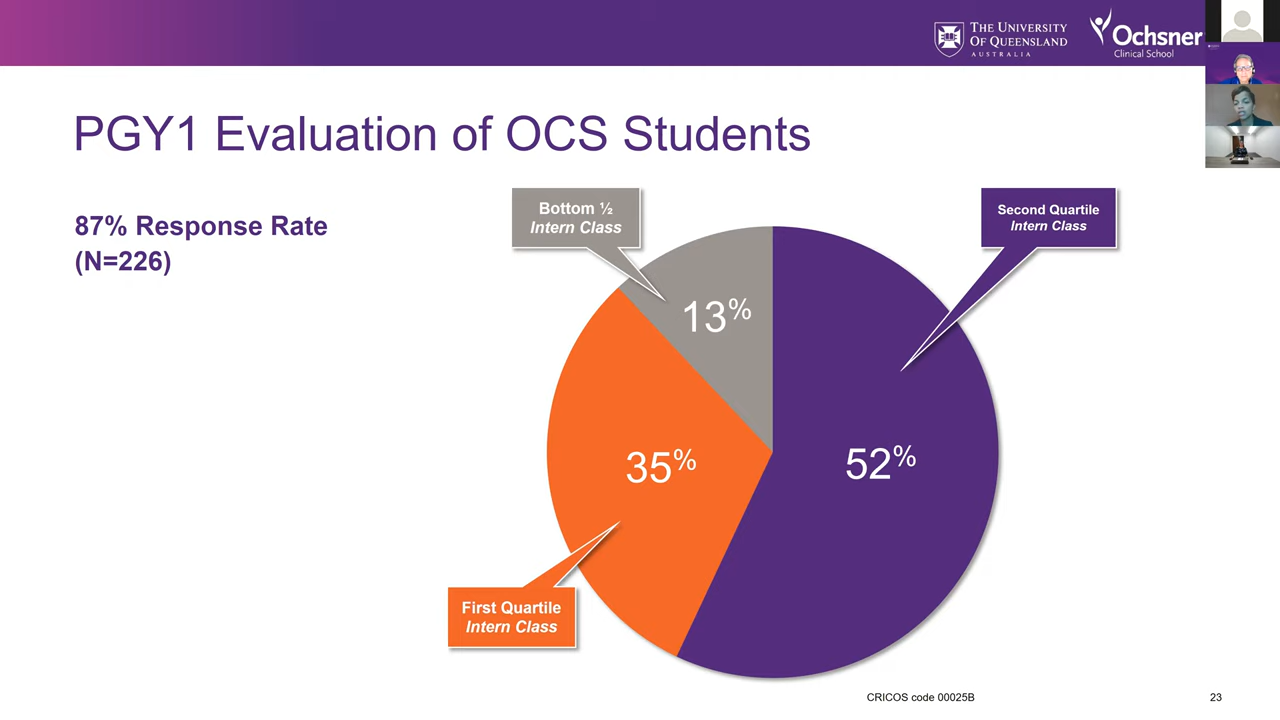 THE UNIVERSITY
OF QUEENSLAND
AUSTRALIA
Ochsner
Clinical School
PGY1 Evaluation of OCS Students
87% Response Rate
(N=226)
Bottom ½
Intern Class
Second Quartile
Intern Class
13%
35%
52%
First Quartile
Intern Class
CRICOS code 00025B
23